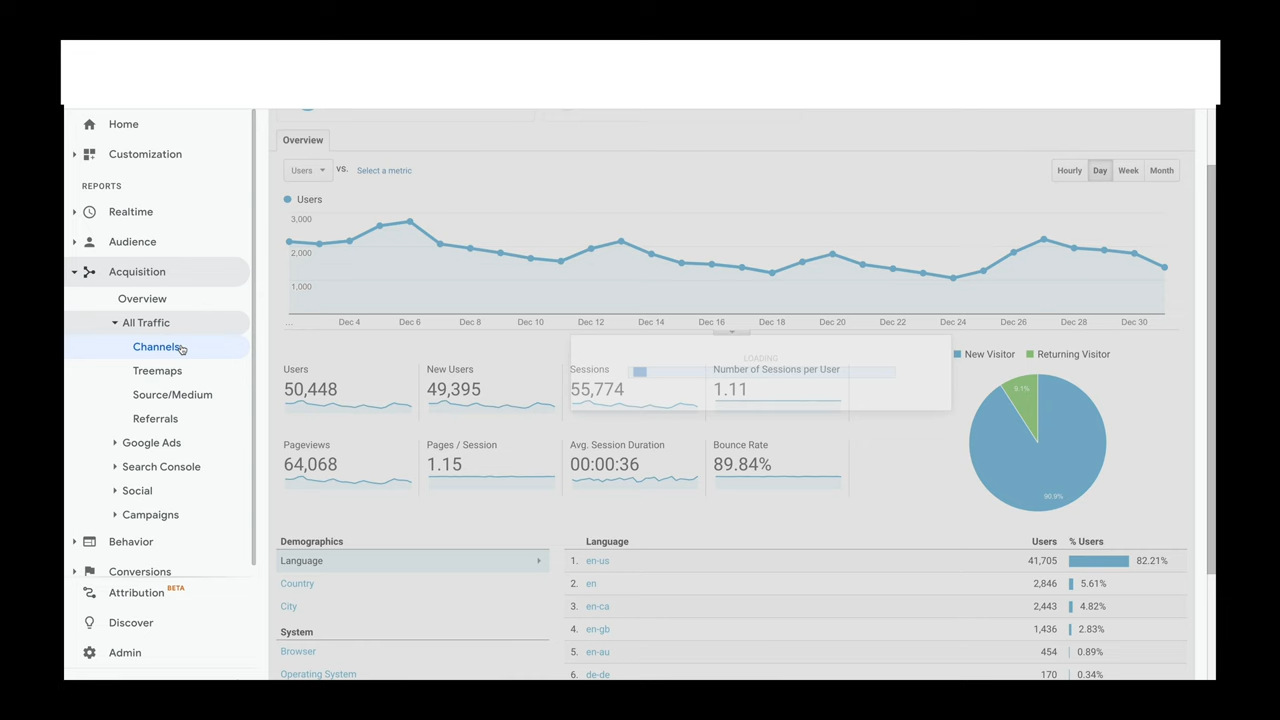 Home
Customization
REPORTS
Realtime
Audience
Acquisition
Overview
All Traffic
Channels
Treemaps
Source/Medium
Referrals
Google Ads
Search Console
Social
Campaigns
Behavior
Conversions
Attribution BETA
Discover
Admin
Overview
Users VS. Select a metric
Hourly Day Week Month
Users
3,000
2,000
1,000
... Dec 4 Dec 6 Dec 8 Dec 10 Dec 12 Dec 14 Dec 16 Dec 18 Dec 20 Dec 22 Dec 24 Dec 26 Dec 28 Dec 30
LOADING
New Visitor Returning Visitor
Users New Users Sessions Number of Sessions per User
50,448 49,395 55,774 1.11
Pageviews Pages / Session Avg. Session Duration Bounce Rate
64,068 1.15 00:00:36 89.84%
9.1%
90.9%
Demographics
Language
Country
City
System
Browser
Operating System
Language Users % Users
1. en-us 41,705 82.21%
2. en 2,846 5.61%
3. en-ca 2,443 4.82%
4. en-gb 1,436 2.83%
5. en-au 454 0.89%
6. de-de 170 0.34%